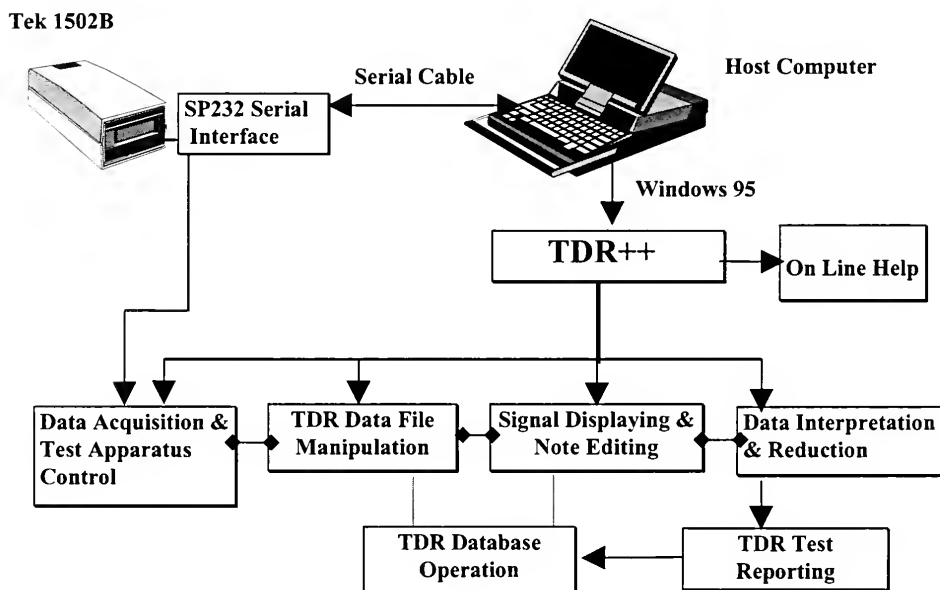 Tek 1502B
Serial Cable
Host Computer
SP232 Serial
Interface
Windows 95
TDR++
On Line Help
Data Acquisition &
Test Apparatus
Control
TDR Data File
Manipulation
Signal Displaying &
Note Editing
Data Interpretation
& Reduction
TDR Database
Operation
TDR Test
Reporting